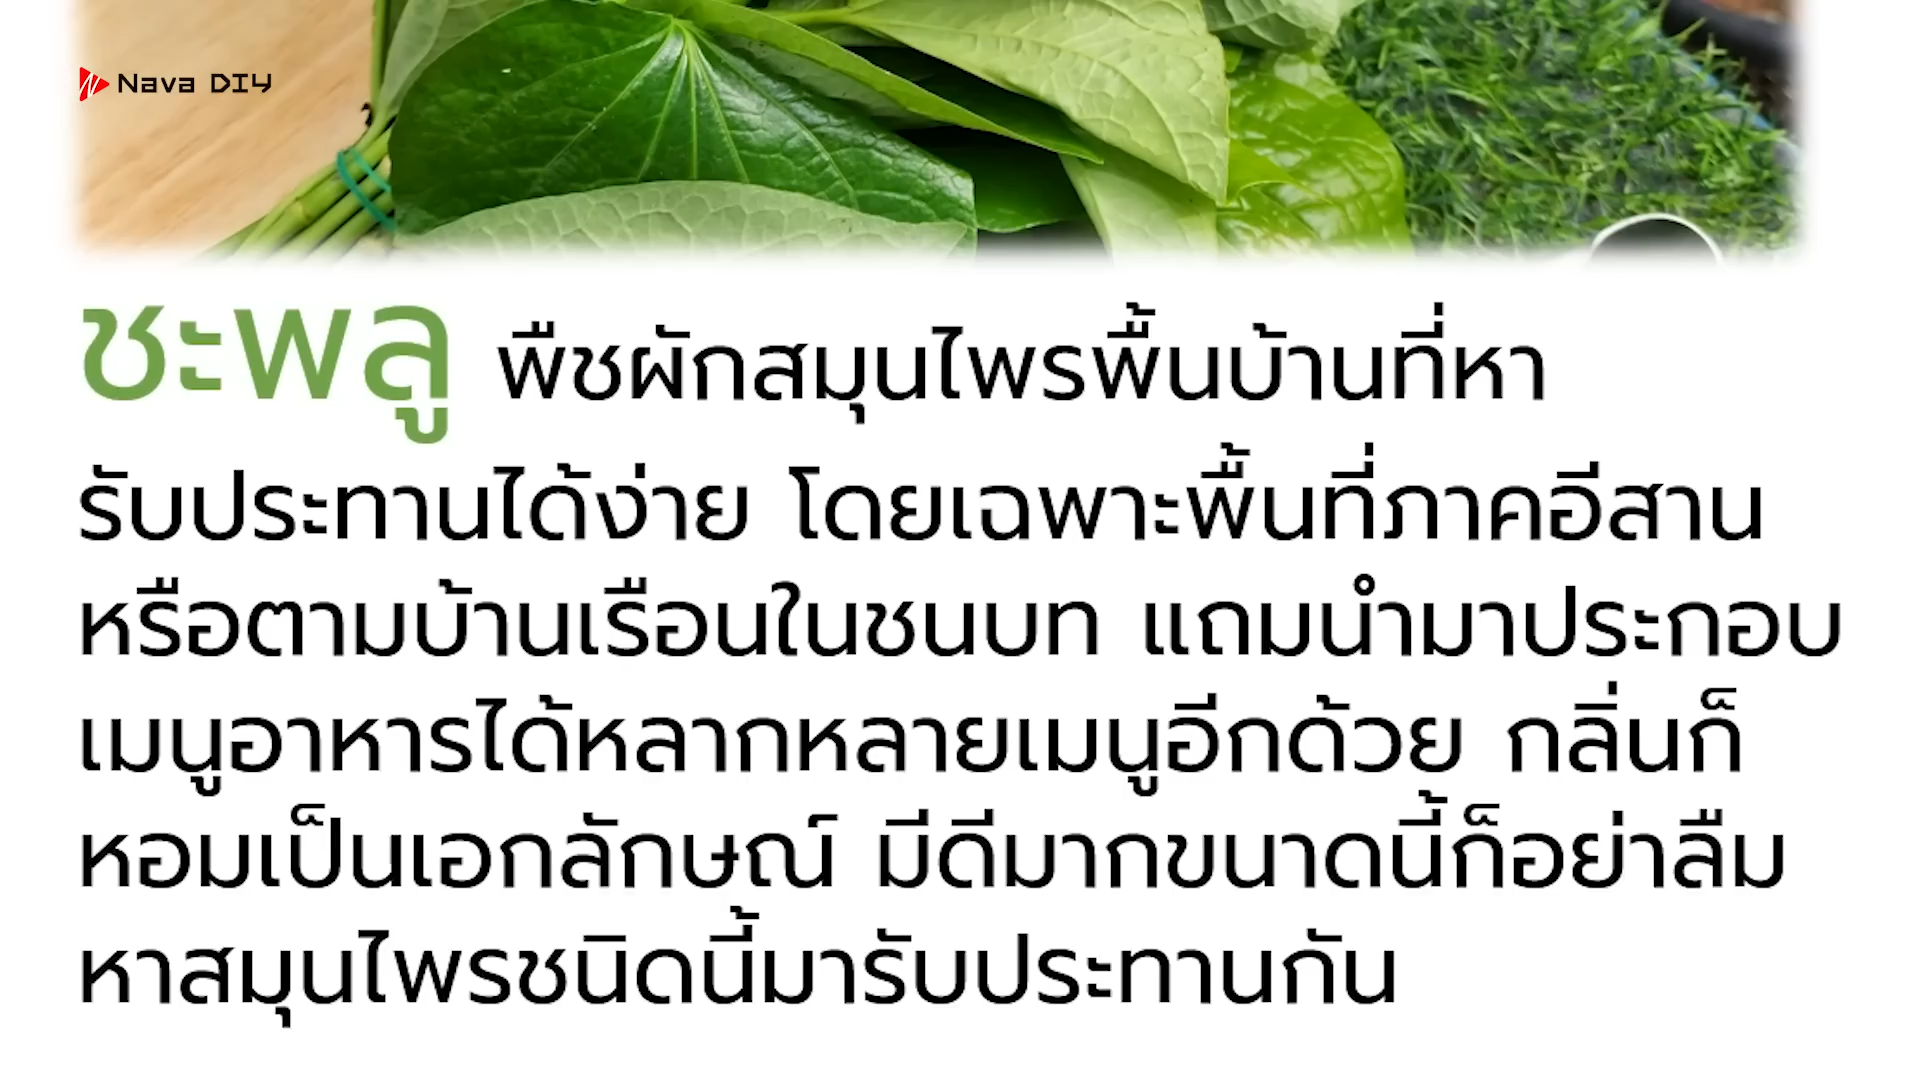 Nava DIY
ชะพลู พืชผักสมุนไพรพื้นบ้านที่หา
รับประทานได้ง่าย โดยเฉพาะพื้นที่ภาคอีสาน
หรือตามบ้านเรือนในชนบท แถมนำมาประกอบ
เมนูอาหารได้หลากหลายเมนูอีกด้วย กลิ่นก็
หอมเป็นเอกลักษณ์ มีดีมากขนาดนี้ก็อย่าลืม
หาสมุนไพรชนิดนี้มารับประทานกัน